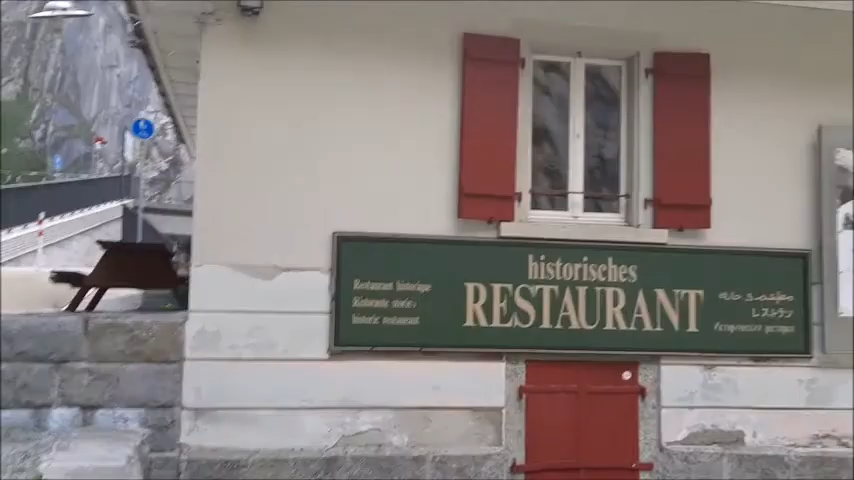 historisches
RESTAURANT
Restaurant historique
Ristorante storico
historic restaurant
レストラン